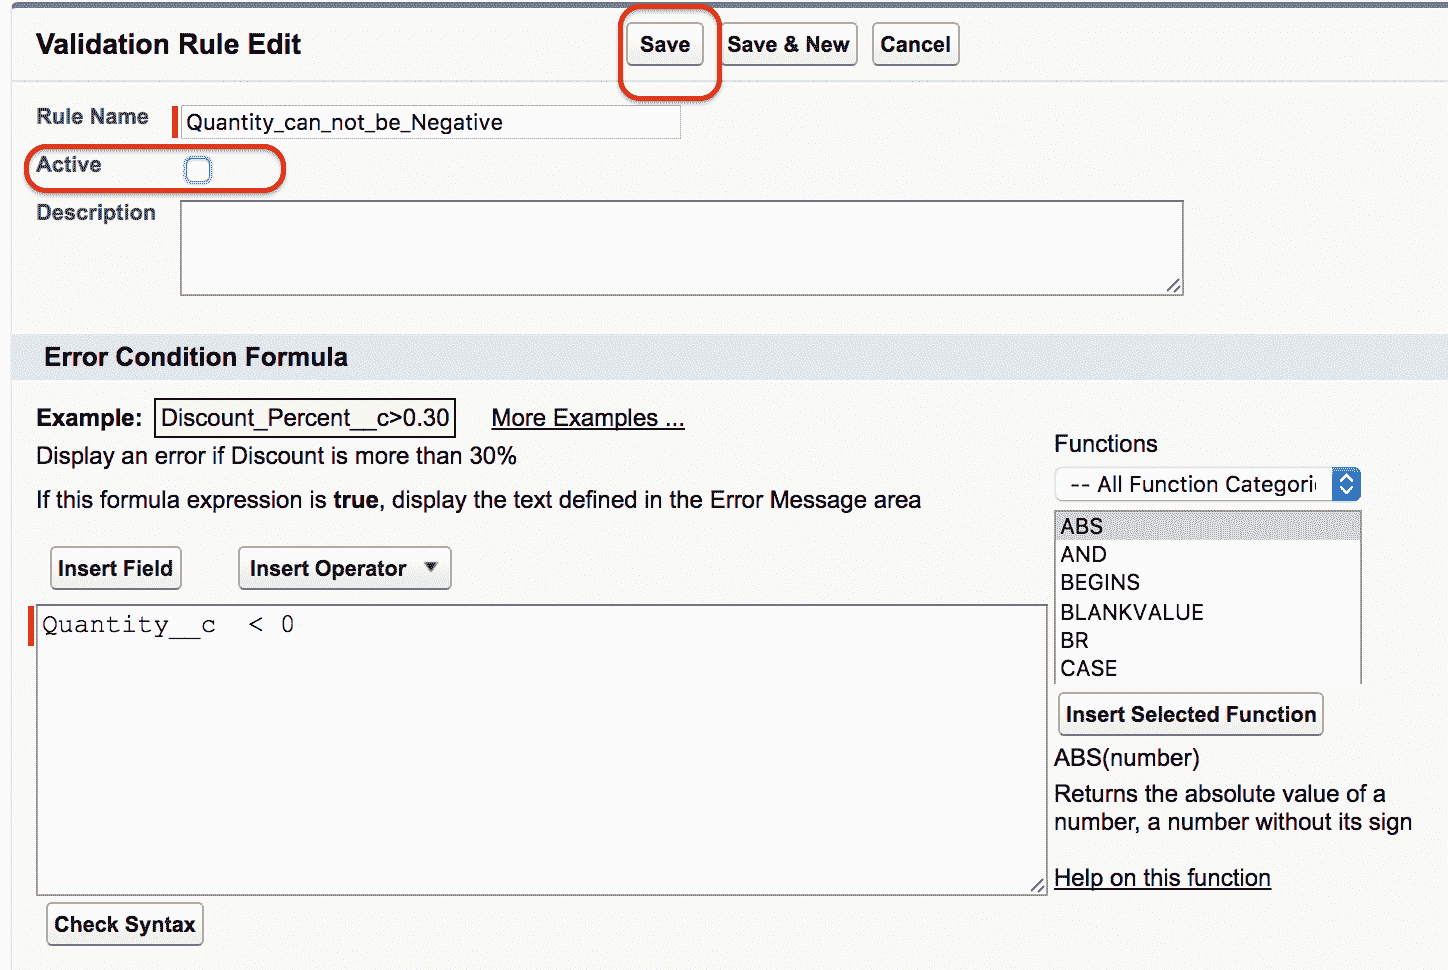 Validation Rule Edit
Save
Save & New
Cancel
Rule Name
Quantity_can_not_be_Negative
Active
Description
Error Condition Formula
Example: Discount_Percent__c>0.30 More Examples ...
Display an error if Discount is more than 30%
If this formula expression is true, display the text defined in the Error Message area
Insert Field
Insert Operator
Quantity__c < 0
Check Syntax
Functions
-- All Function Categori
ABS
AND
BEGINS
BLANKVALUE
BR
CASE
Insert Selected Function
ABS(number)
Returns the absolute value of a
number, a number without its sign
Help on this function